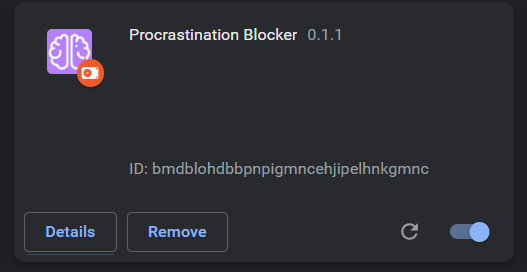 Procrastination Blocker 0.1.1
ID: bmdblohdbbpnpigmncehjipelhnkgmnc
Details Remove